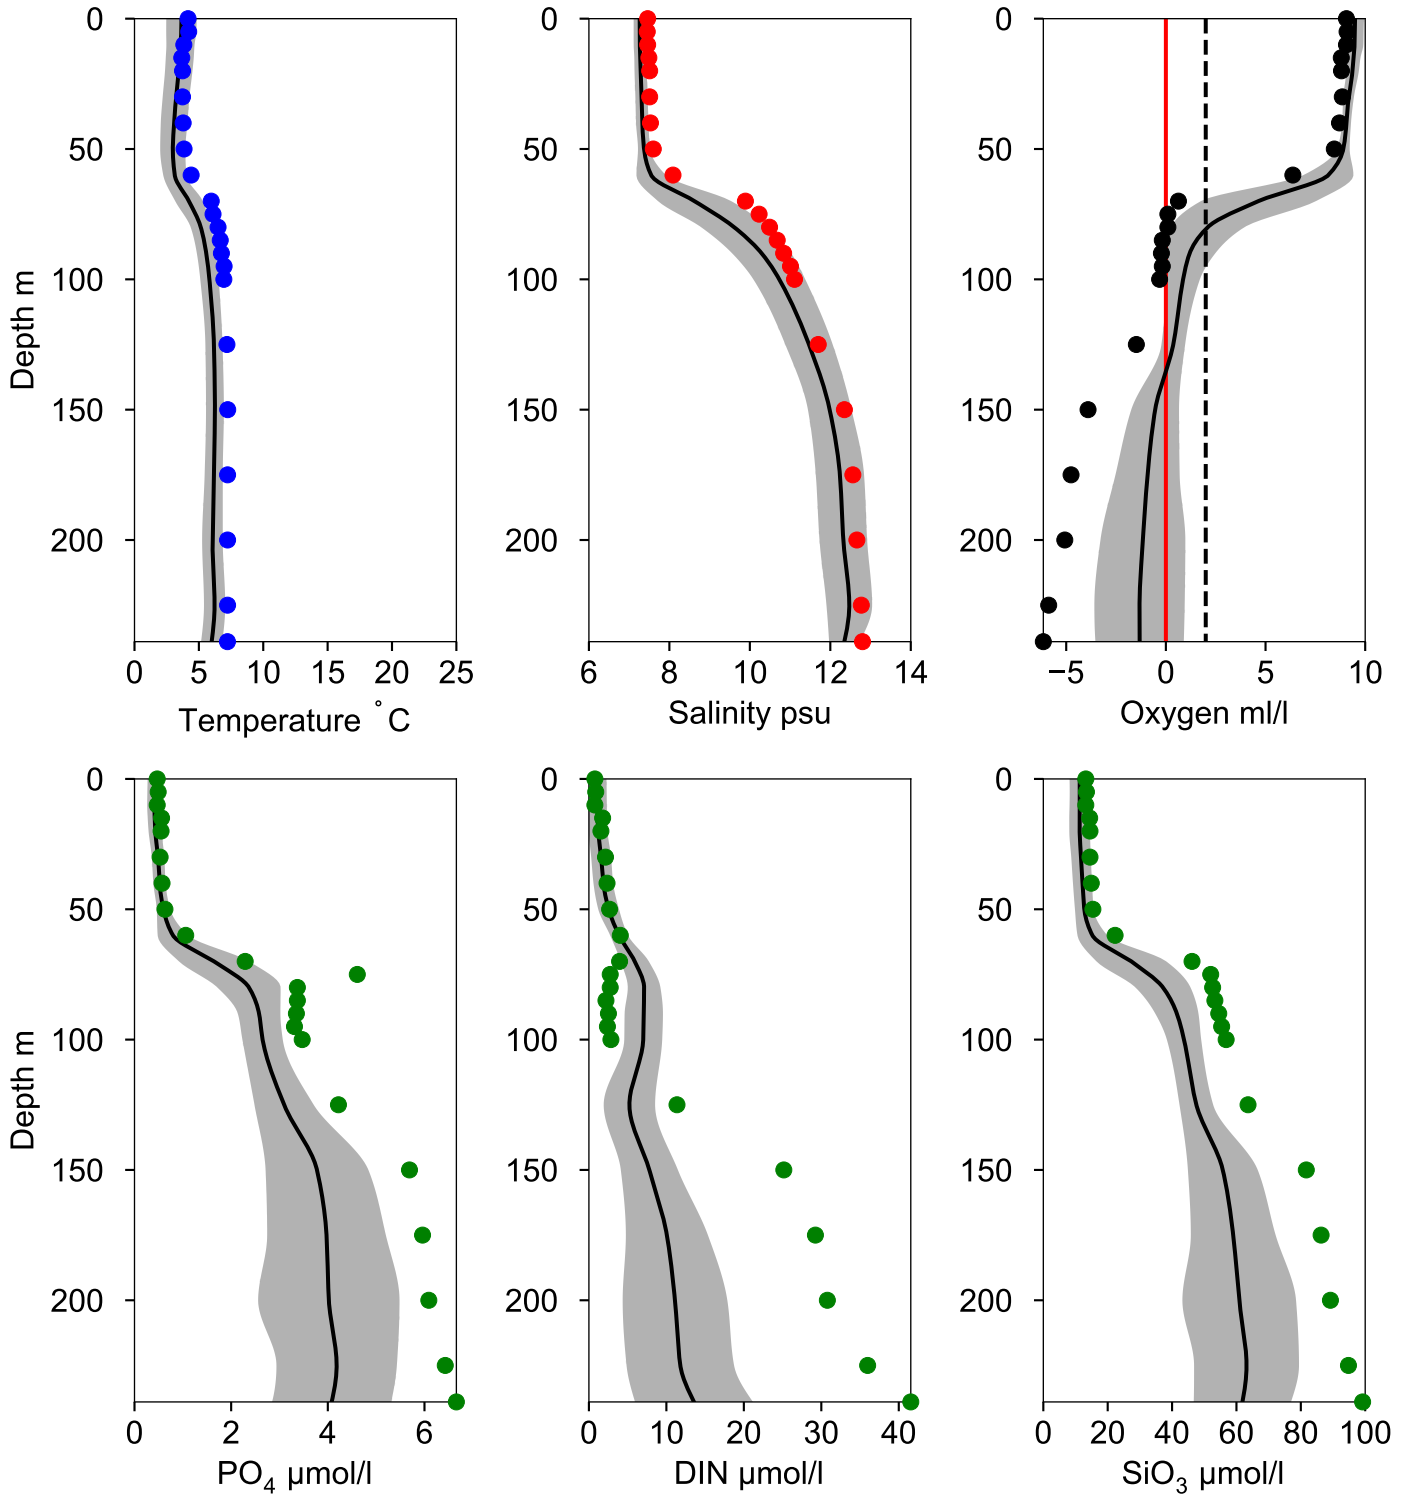 0
50
100
150
200
Depth m
0 5 10 15 20 25
Temperature °C
0
50
100
150
200
6 8 10 12 14
Salinity psu
0
50
100
150
200
−5 0 5 10
Oxygen ml/l
0
50
100
150
200
Depth m
0 2 4 6
PO₄ µmol/l
0
50
100
150
200
0 10 20 30 40
DIN µmol/l
0
50
100
150
200
0 20 40 60 80 100
SiO₃ µmol/l